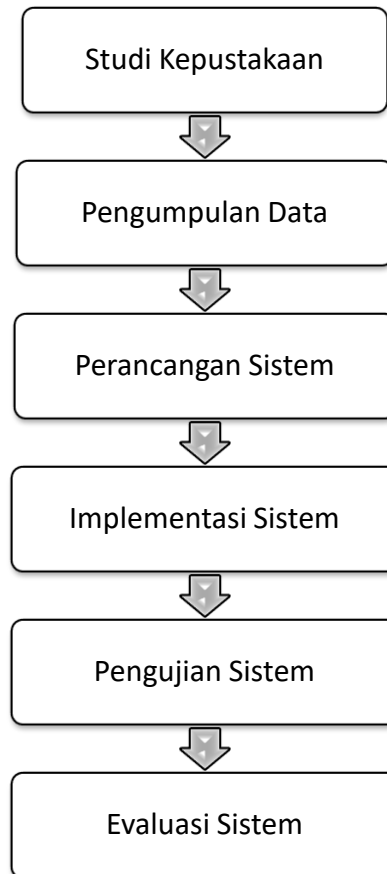 Studi Kepustakaan
Pengumpulan Data
Perancangan Sistem
Implementasi Sistem
Pengujian Sistem
Evaluasi Sistem